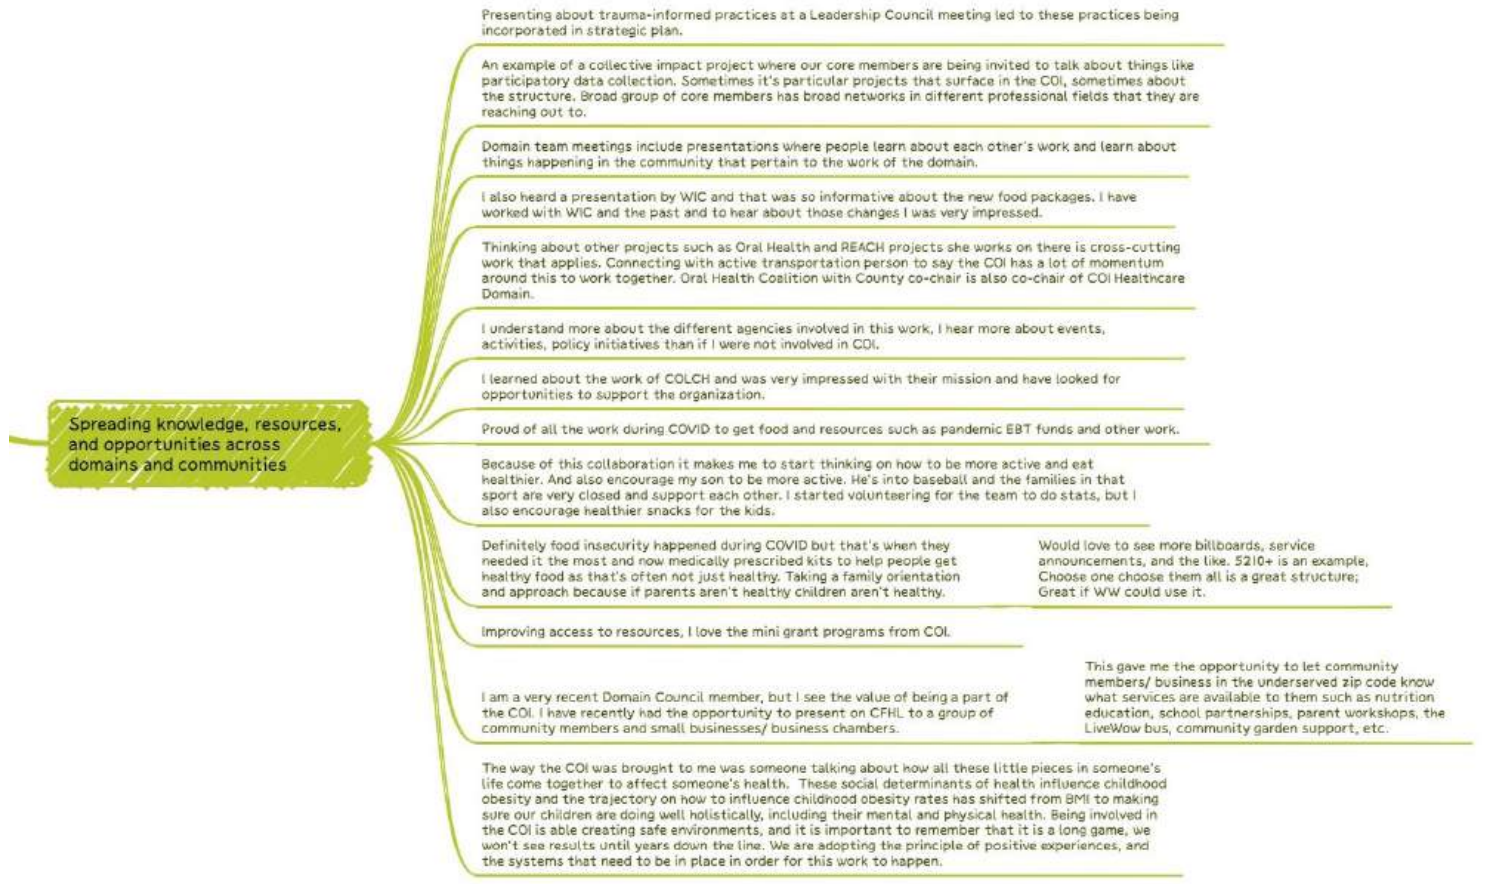 Presenting about trauma-informed practices at a Leadership Council meeting led to these practices being
incorporated in strategic plan.
An example of a collective impact project where our core members are being invited to talk about things like
participatory data collection. Sometimes it's particular projects that surface in the COI, sometimes about
the structure. Broad group of core members has broad networks in different professional fields that they are
reaching out to.
Domain team meetings include presentations where people learn about each other's work and learn about
things happening in the community that pertain to the work of the domain.
I also heard a presentation by WIC and that was so informative about the new food packages. I have
worked with WIC and the past and to hear about those changes I was very impressed.
Thinking about other projects such as Oral Health and REACH projects she works on there is cross-cutting
work that applies. Connecting with active transportation person to say the COI has a lot of momentum
around this to work together. Oral Health Coalition with County co-chair is also co-chair of COI Healthcare
Domain.
I understand more about the different agencies involved in this work, I hear more about events,
activities, policy initiatives than if I were not involved in COI.
I learned about the work of COLCH and was very impressed with their mission and have looked for
opportunities to support the organization.
Spreading knowledge, resources,
and opportunities across
domains and communities
Proud of all the work during COVID to get food and resources such as pandemic EBT funds and other work.
Because of this collaboration it makes me to start thinking on how to be more active and eat
healthier. And also encourage my son to be more active. He's into baseball and the families in that
sport are very closed and support each other. I started volunteering for the team to do stats, but I
also encourage healthier snacks for the kids.
Definitely food insecurity happened during COVID but that's when they
needed it the most and now medically prescribed kits to help people get
healthy food as that's often not just healthy. Taking a family orientation
and approach because if parents aren't healthy children aren't healthy.
Would love to see more billboards, service
announcements, and the like. 5210+ is an example,
Choose one choose them all is a great structure;
Great if WW could use it.
Improving access to resources, I love the mini grant programs from COI.
I am a very recent Domain Council member, but I see the value of being a part of
the COI. I have recently had the opportunity to present on CFHL to a group of
community members and small businesses/ business chambers.
This gave me the opportunity to let community
members/ business in the underserved zip code know
what services are available to them such as nutrition
education, school partnerships, parent workshops, the
LiveWow bus, community garden support, etc.
The way the COI was brought to me was someone talking about how all these little pieces in someone's
life come together to affect someone's health. These social determinants of health influence childhood
obesity and the trajectory on how to influence childhood obesity rates has shifted from BMI to making
sure our children are doing well holistically, including their mental and physical health. Being involved in
the COI is able creating safe environments, and it is important to remember that it is a long game, we
won't see results until years down the line. We are adopting the principle of positive experiences, and
the systems that need to be in place in order for this work to happen.